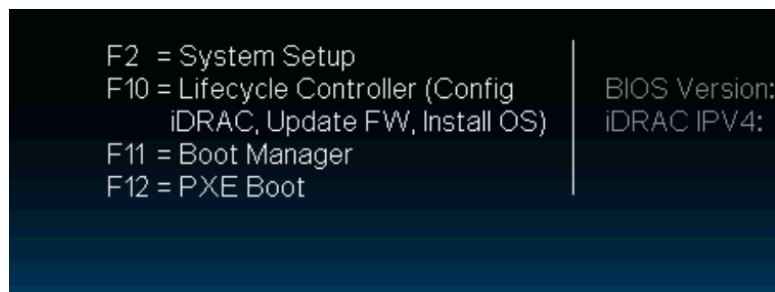 F2 = System Setup
F10 = Lifecycle Controller (Config
iDRAC, Update FW, Install OS)
F11 = Boot Manager
F12 = PXE Boot
BIOS Version:
iDRAC IPV4: